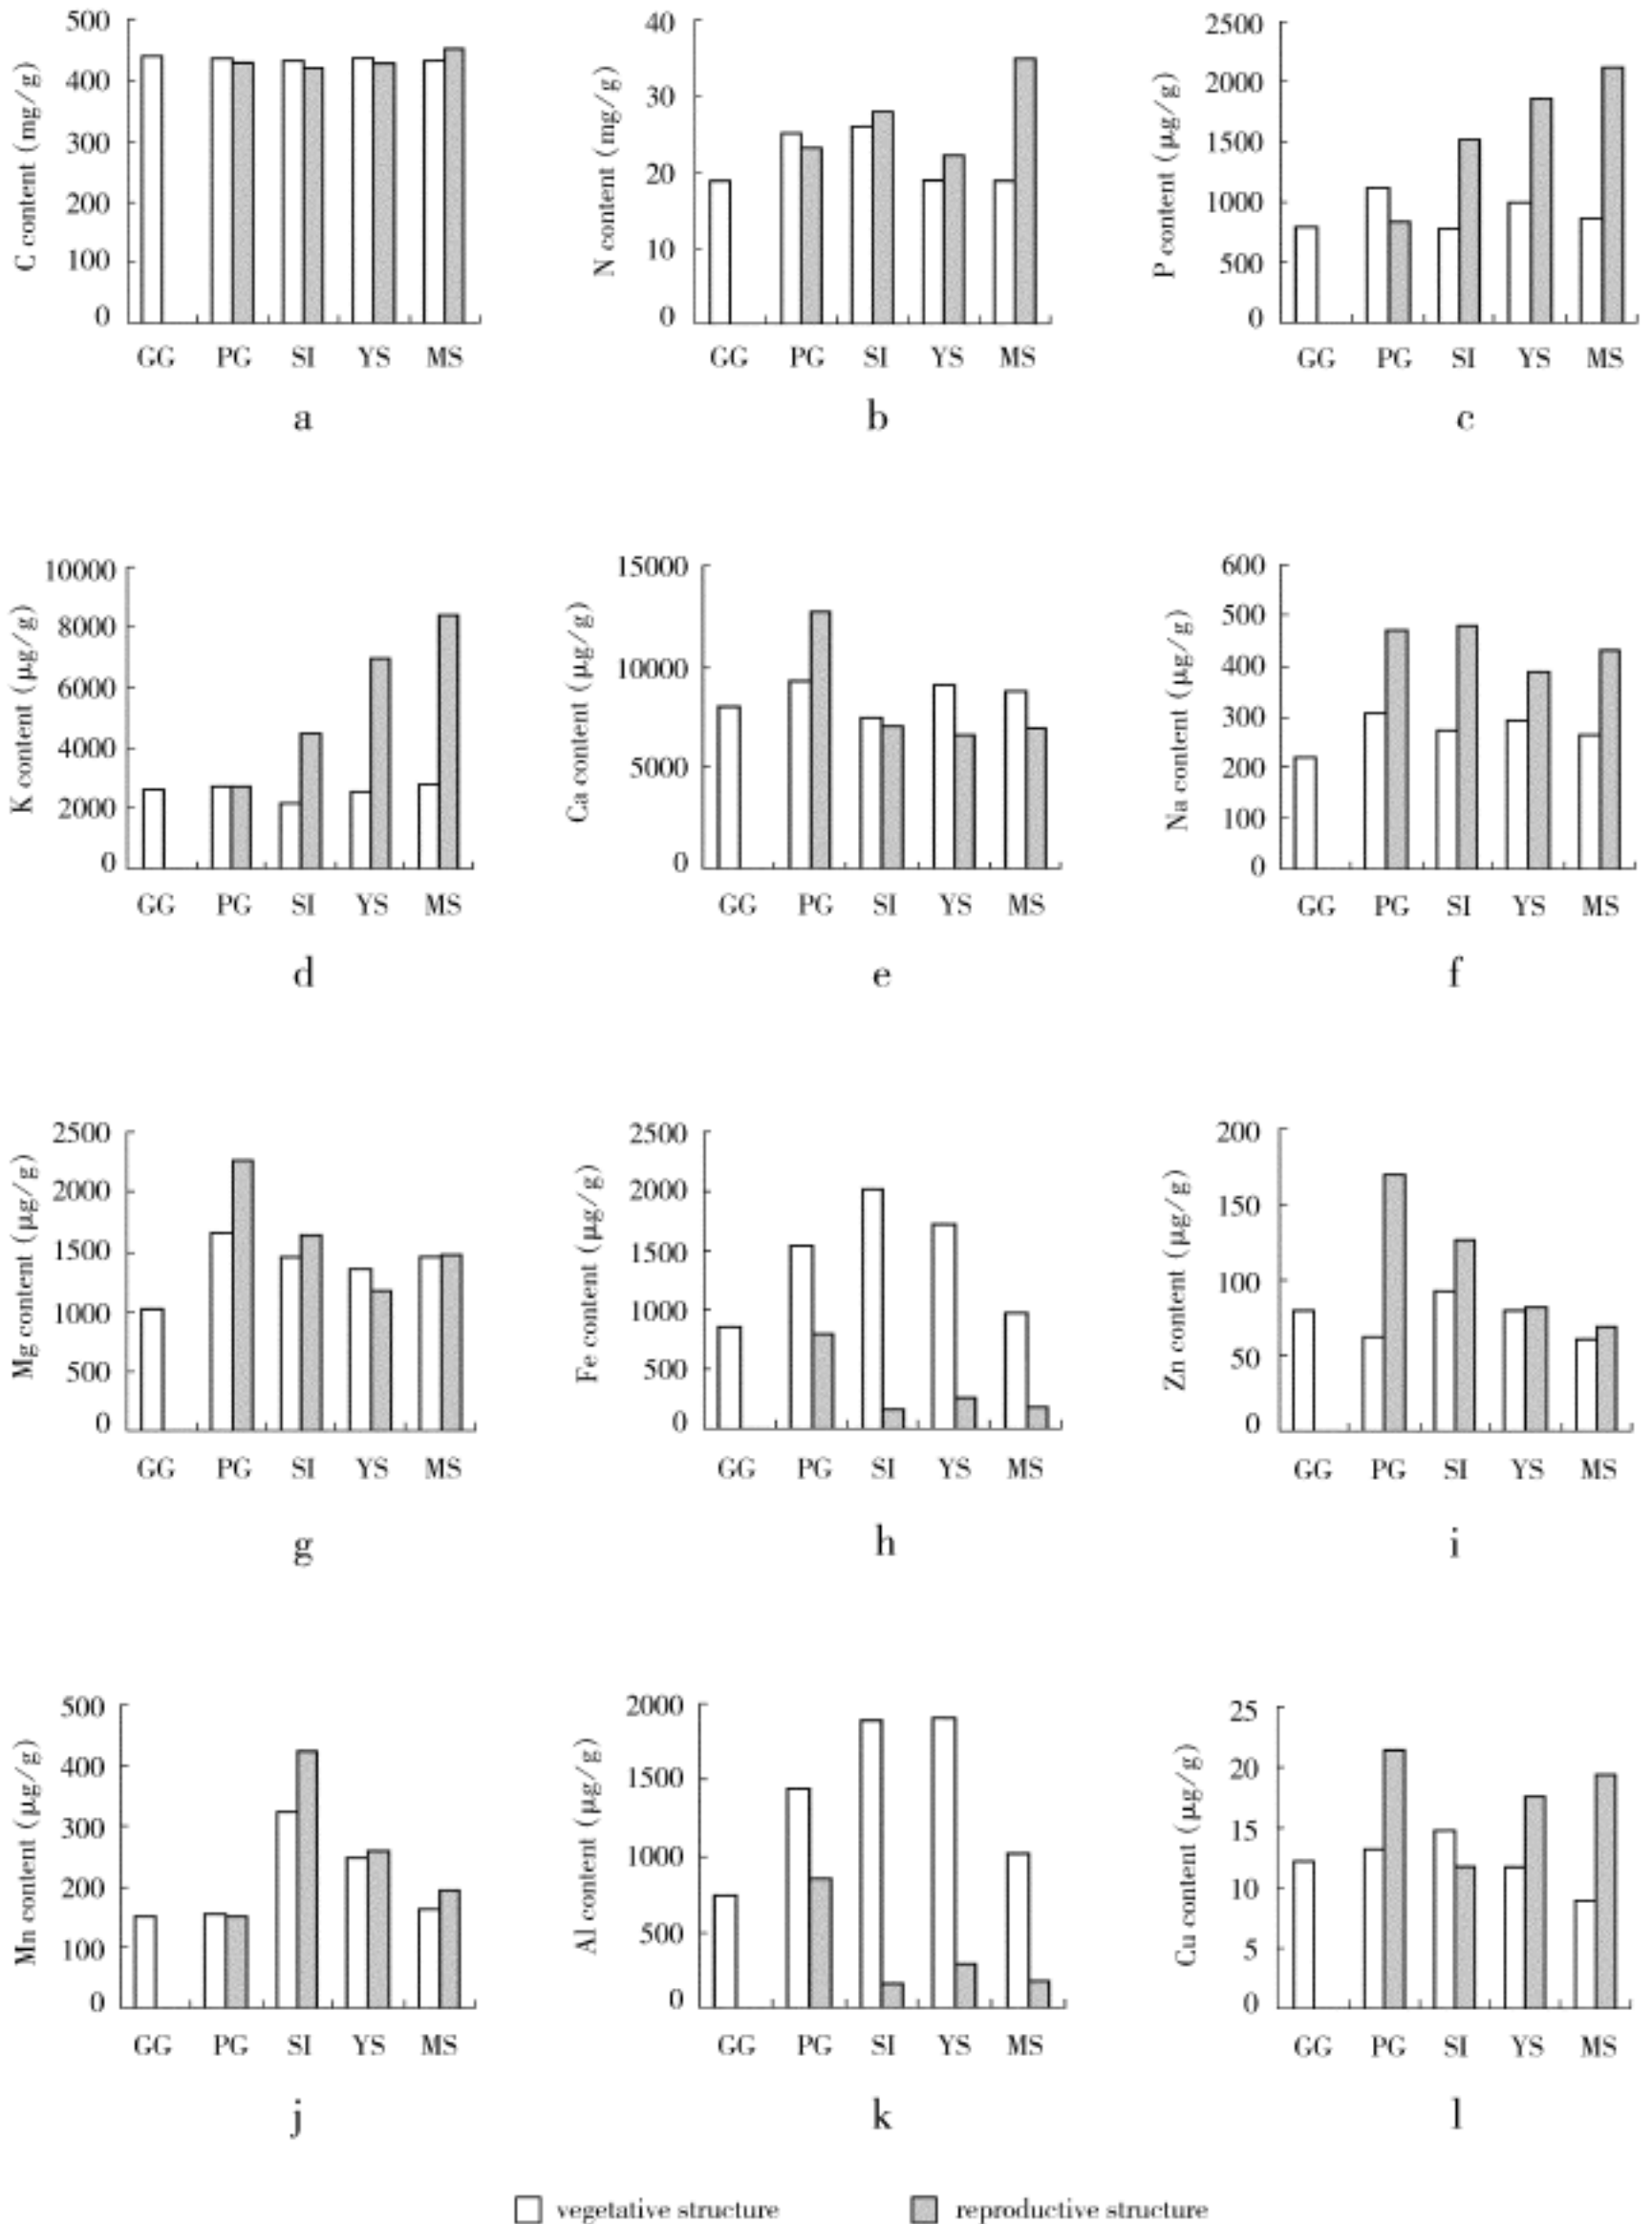 500
400
300
200
100
0
C content (mg/g)
GG PG SI YS MS
a
40
30
20
10
0
N content (mg/g)
GG PG SI YS MS
b
2500
2000
1500
1000
500
0
P content (μg/g)
GG PG SI YS MS
c
10000
8000
6000
4000
2000
0
K content (μg/g)
GG PG SI YS MS
d
15000
10000
5000
0
Ca content (μg/g)
GG PG SI YS MS
e
600
500
400
300
200
100
0
Na content (μg/g)
GG PG SI YS MS
f
2500
2000
1500
1000
500
0
Mg content (μg/g)
GG PG SI YS MS
g
2500
2000
1500
1000
500
0
Fe content (μg/g)
GG PG SI YS MS
h
200
150
100
50
0
Zn content (μg/g)
GG PG SI YS MS
i
500
400
300
200
100
0
Mn content (μg/g)
GG PG SI YS MS
j
2000
1500
1000
500
0
Al content (μg/g)
GG PG SI YS MS
k
25
20
15
10
5
0
Cu content (μg/g)
GG PG SI YS MS
l
vegetative structure
reproductive structure